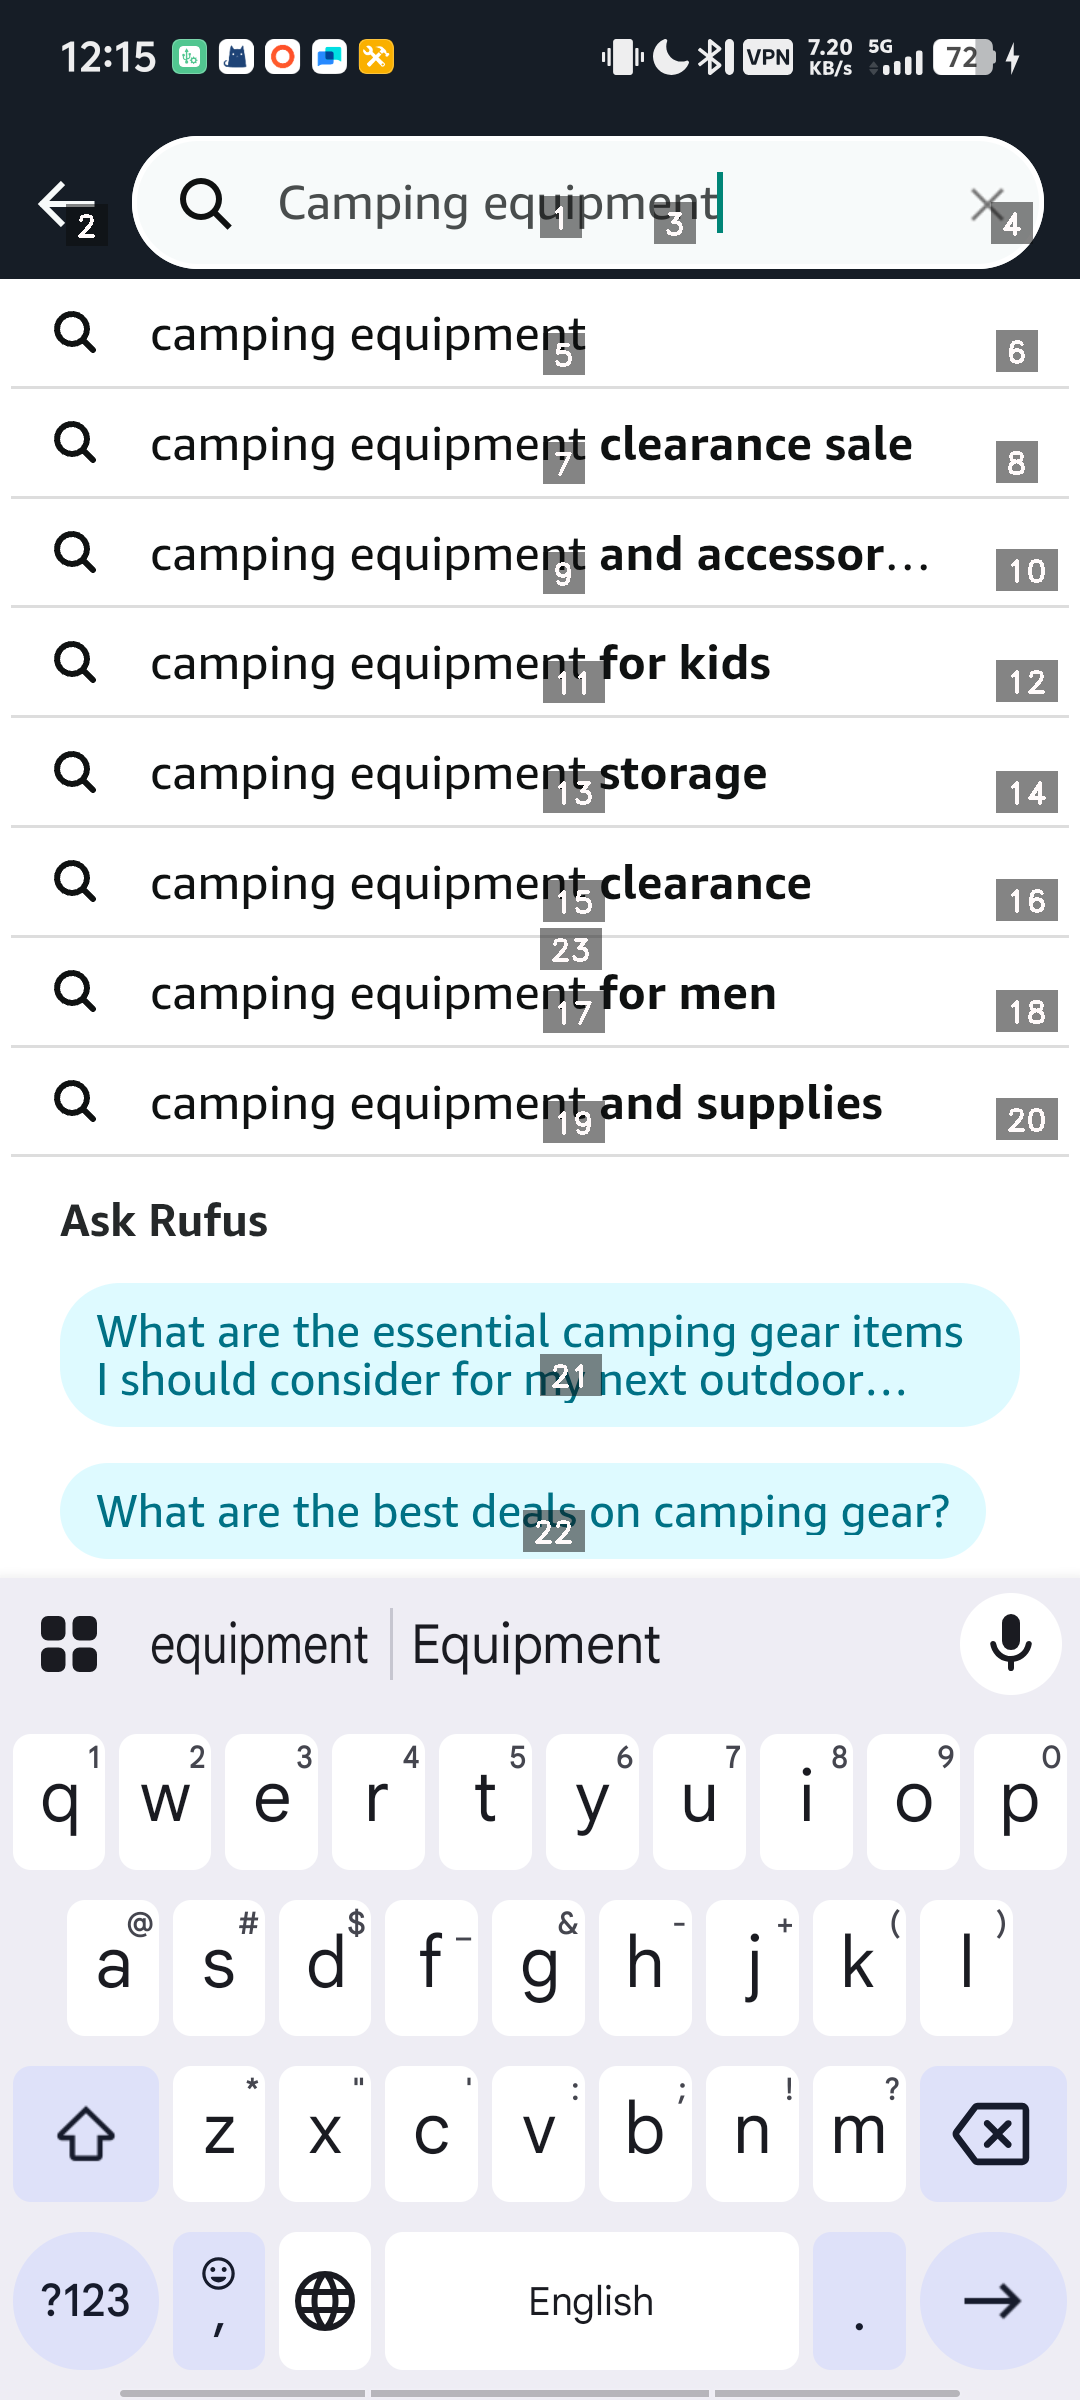 12:15 VPN 7.20 KB/s 5G 72
Camping equipment
2 1 3 4
camping equipment
5 6
camping equipment clearance sale
7 8
camping equipment and accessor...
9 10
camping equipment for kids
11 12
camping equipment storage
13 14
camping equipment clearance
15 16
23
camping equipment for men
17 18
camping equipment and supplies
19 20
Ask Rufus
What are the essential camping gear items
I should consider for my next outdoor...
21
What are the best deals on camping gear?
22
equipment Equipment
1 2 3 4 5 6 7 8 9 0
q w e r t y u i o p
@ # $ _ & - + ( )
a s d f g h j k l
* " ' : ; ! ?
z x c v b n m
?123 , English .